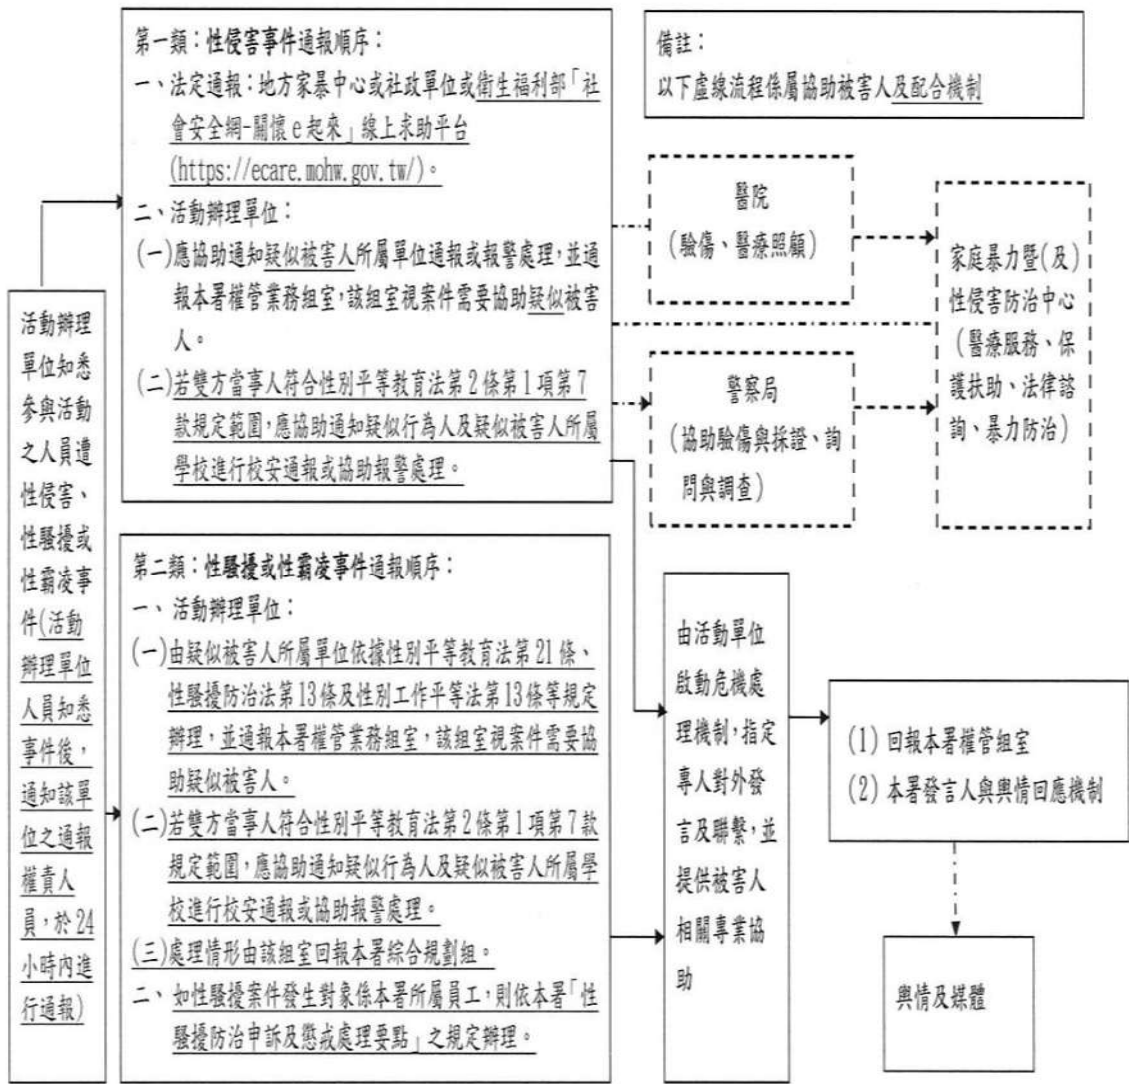 第一類：性侵害事件通報順序：
一、法定通報：地方家暴中心或社政單位或衛生福利部「社
會安全網-關懷e起來」線上求助平台
(https://ecare.mohw.gov.tw/)。
二、活動辦理單位：
(一)應協助通知疑似被害人所屬單位通報或報警處理，並通
報本署權管業務組室，該組室視案件需要協助疑似被害
人。
(二)若雙方當事人符合性別平等教育法第2條第1項第7
款規定範圍，應協助通知疑似行為人及疑似被害人所屬
學校進行校安通報或協助報警處理。
備註：
以下虛線流程係屬協助被害人及配合機制
醫院
(驗傷、醫療照顧)
警察局
(協助驗傷與採證、詢
問與調查)
家庭暴力暨(及)
性侵害防治中心
(醫療服務、保
護扶助、法律諮
詢、暴力防治)
活動辦理
單位知悉
參與活動
之人員遭
性侵害、
性騷擾或
性霸凌事
件(活動
辦理單位
人員知悉
事件後，
通知該單
位之通報
權責人
員，於24
小時內進
行通報)
第二類：性騷擾或性霸凌事件通報順序：
一、活動辦理單位：
(一)由疑似被害人所屬單位依據性別平等教育法第21條、
性騷擾防治法第13條及性別工作平等法第13條等規定
辦理，並通報本署權管業務組室，該組室視案件需要協
助疑似被害人。
(二)若雙方當事人符合性別平等教育法第2條第1項第7款
規定範圍，應協助通知疑似行為人及疑似被害人所屬學
校進行校安通報或協助報警處理。
(三)處理情形由該組室回報本署綜合規劃組。
二、如性騷擾案件發生對象係本署所屬員工，則依本署「性
騷擾防治申訴及懲戒處理要點」之規定辦理。
由活動單位
啟動危機處
理機制，指定
專人對外發
言及聯繫，並
提供被害人
相關專業協
助
(1) 回報本署權管組室
(2) 本署發言人與輿情回應機制
輿情及媒體